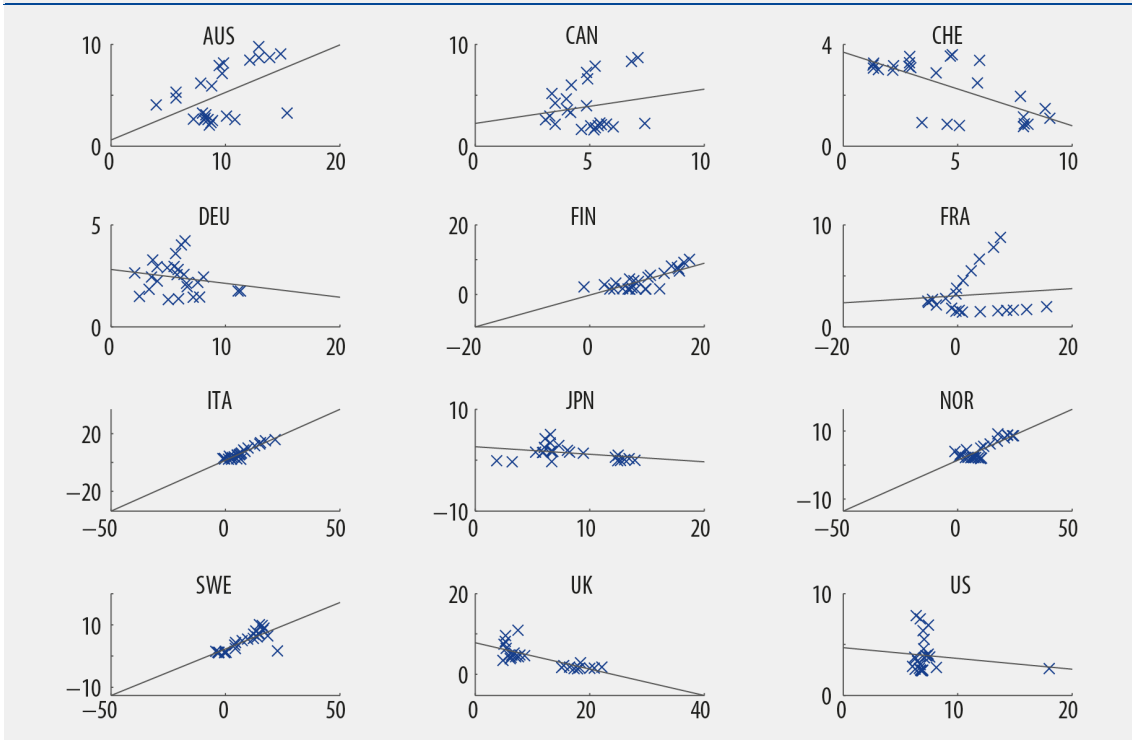 AUS CAN CHE
10 10 4
0 0 0
0 10 20 0 5 10 0 5 10
DEU FIN FRA
5 20 10
0
0 0
0 10 20 −20 0 20 −20 0 20
ITA JPN NOR
10
20 10
−20 −10
−10
−50 0 50 0 10 20 −50 0 50
SWE UK US
20 10
10
0
−10 0
−50 0 50 0 20 40 0 10 20